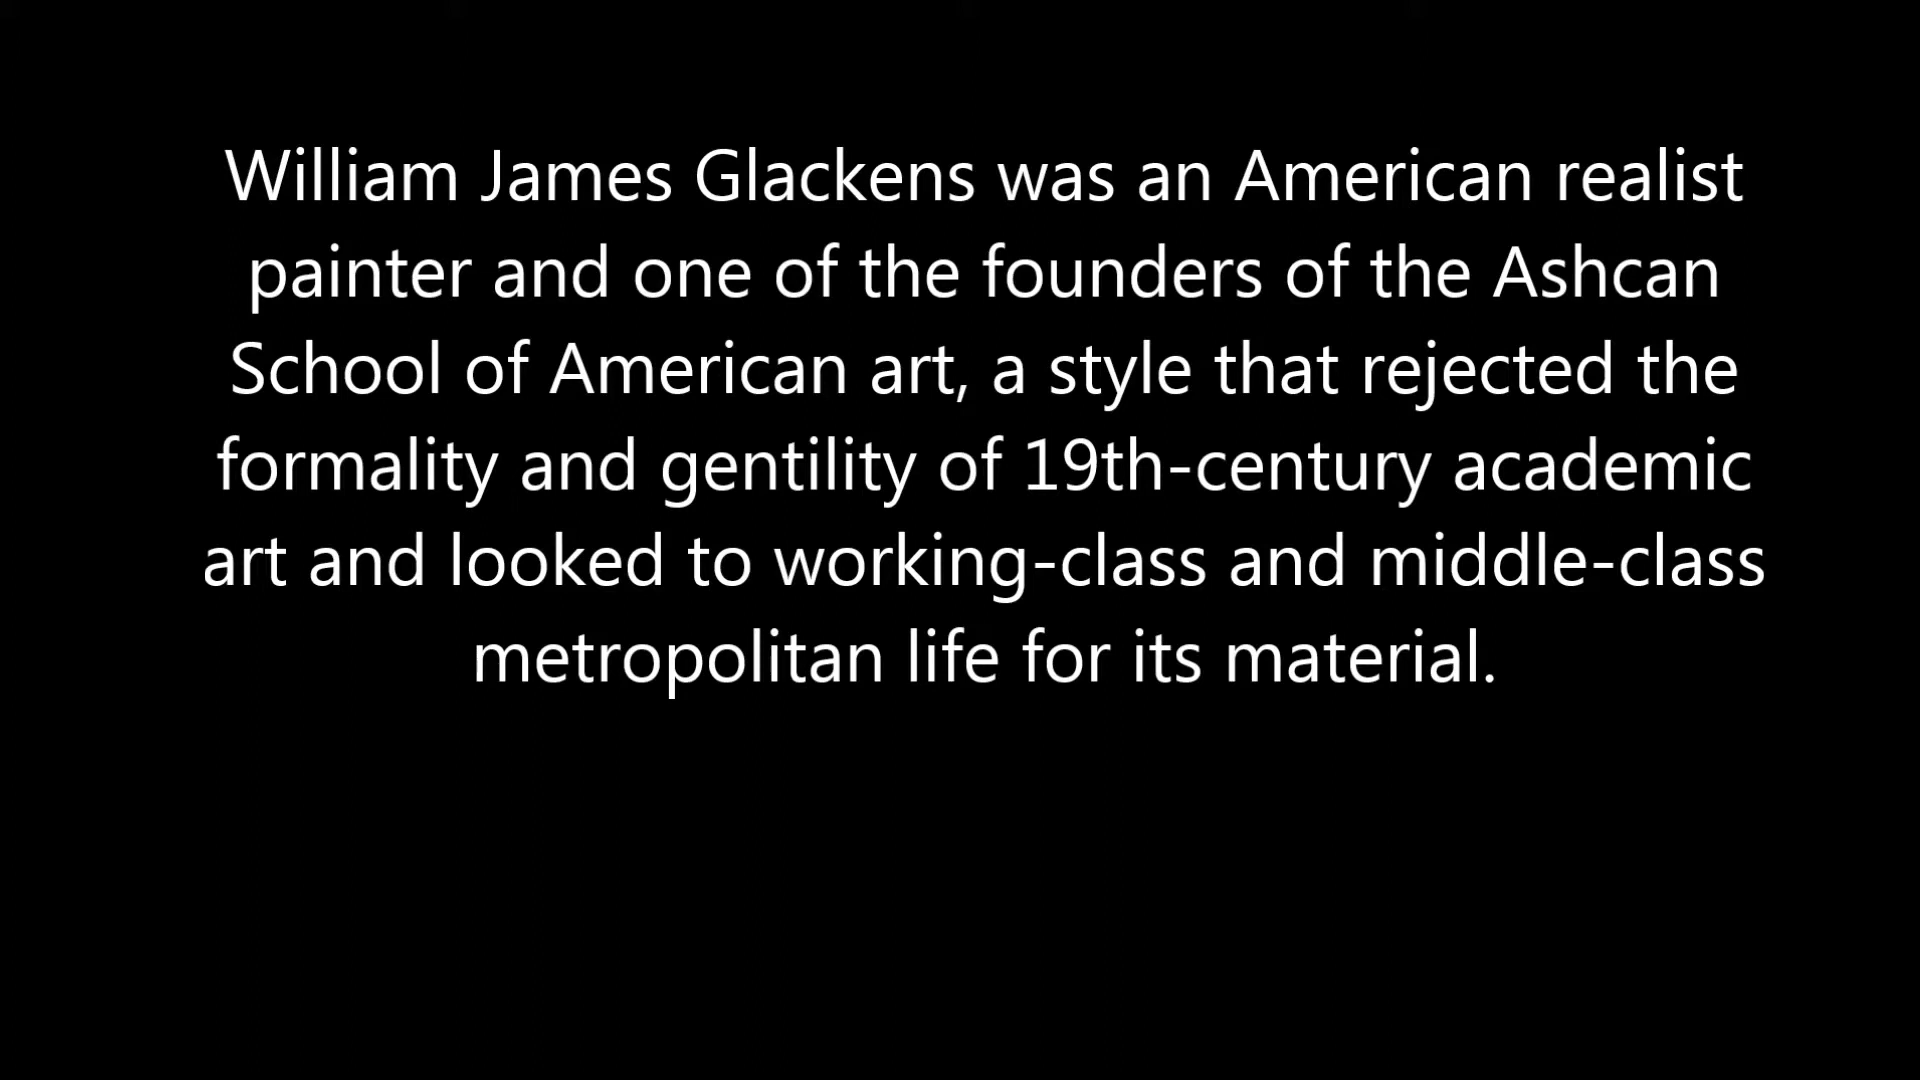 William James Glackens was an American realist
painter and one of the founders of the Ashcan
School of American art, a style that rejected the
formality and gentility of 19th-century academic
art and looked to working-class and middle-class
metropolitan life for its material.